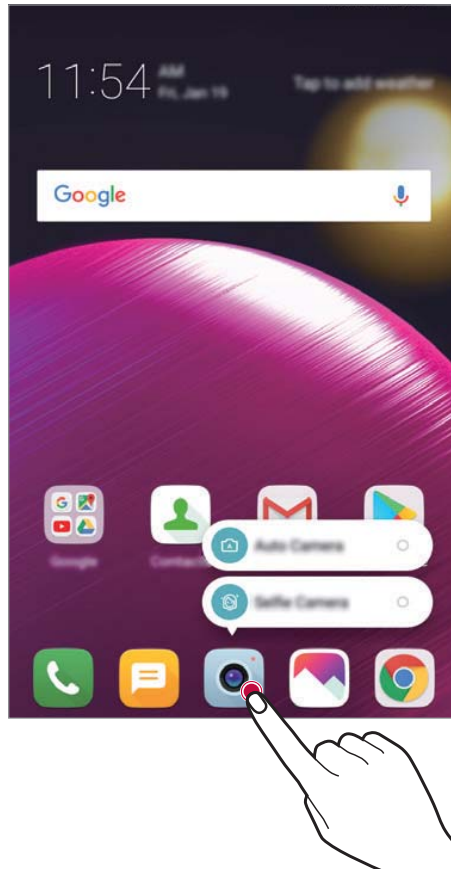 11:54
AM
Fri, Jan 19
Tap to add weather
Google
Google
Auto Camera
Selfie Camera